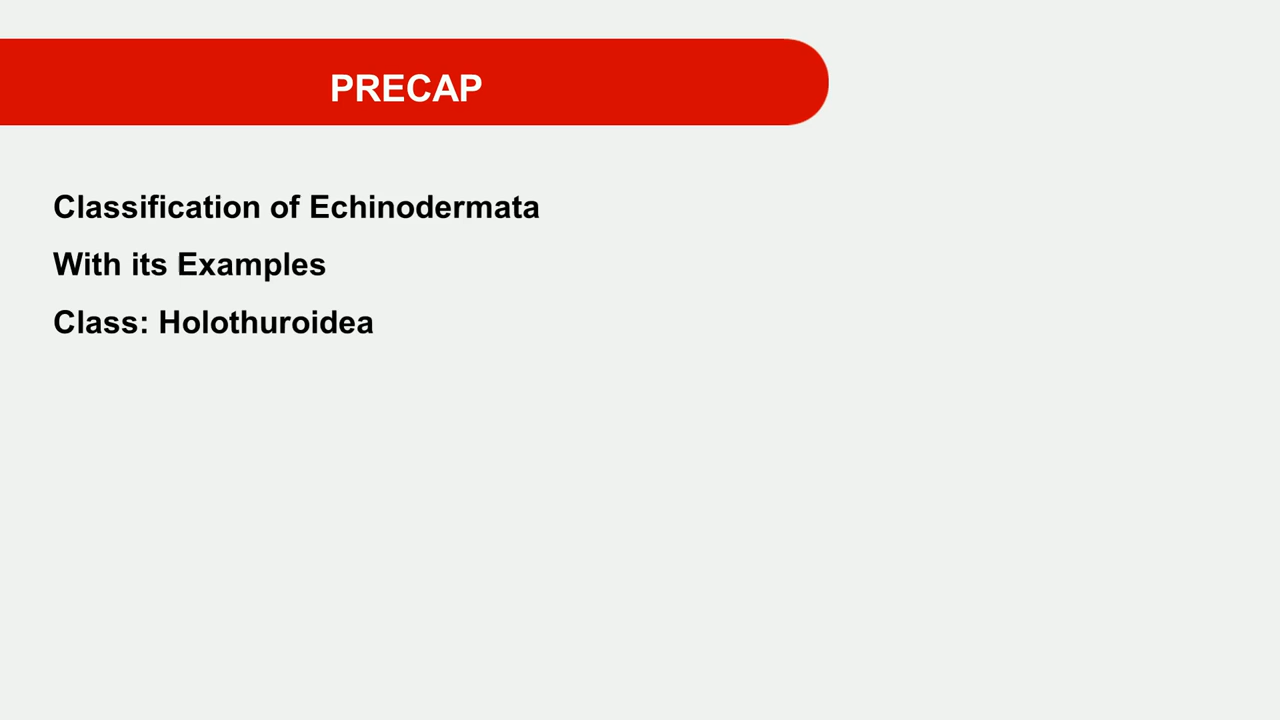 PRECAP
Classification of Echinodermata
With its Examples
Class: Holothuroidea